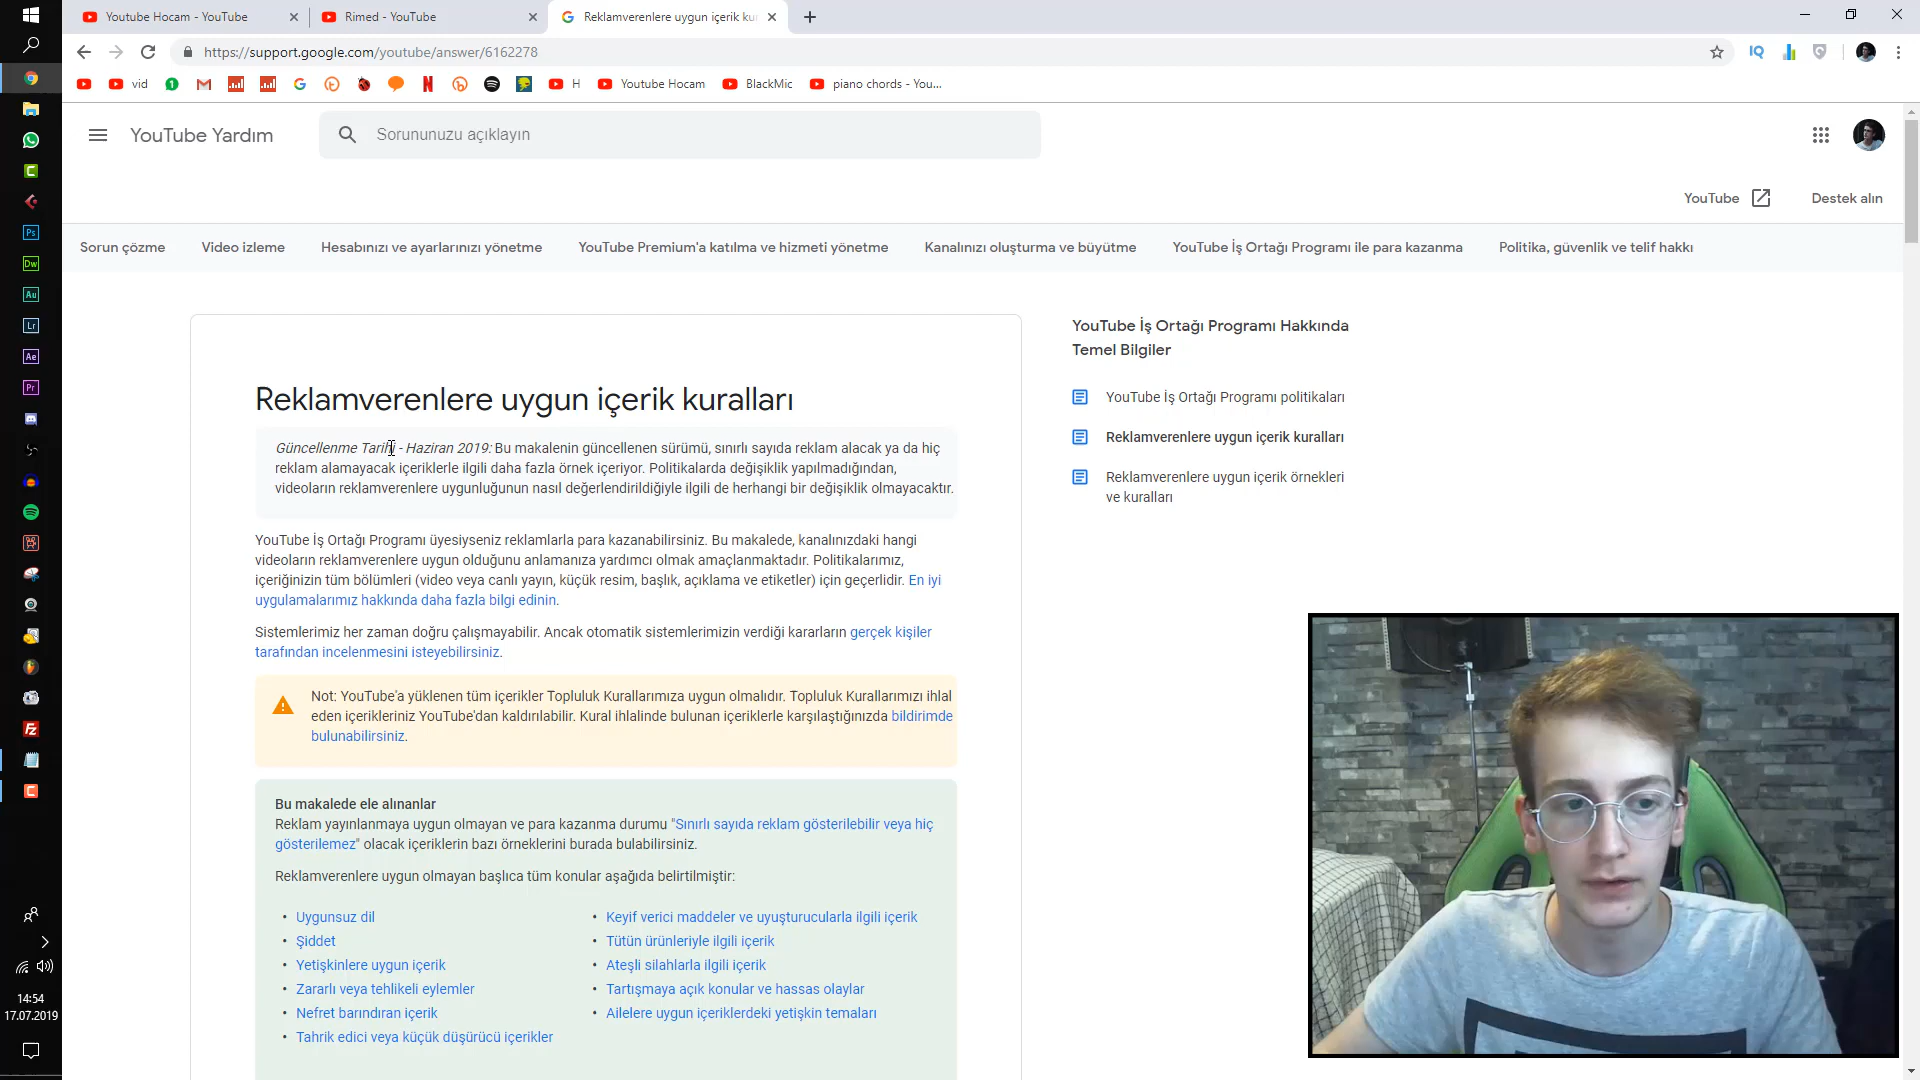 Youtube Hocam - YouTube
Rimed - YouTube
Reklamverenlere uygun içerik ku
https://support.google.com/youtube/answer/6162278
IQ
vid
H
Youtube Hocam
BlackMic
piano chords - You...
YouTube Yardım
Sorununuzu açıklayın
YouTube
Destek alın
Sorun çözme
Video izleme
Hesabınızı ve ayarlarınızı yönetme
YouTube Premium'a katılma ve hizmeti yönetme
Kanalınızı oluşturma ve büyütme
YouTube İş Ortağı Programı ile para kazanma
Politika, güvenlik ve telif hakkı
Reklamverenlere uygun içerik kuralları
Güncellenme Tarihi - Haziran 2019: Bu makalenin güncellenen sürümü, sınırlı sayıda reklam alacak ya da hiç
reklam alamayacak içeriklerle ilgili daha fazla örnek içeriyor. Politikalarda değişiklik yapılmadığından,
videoların reklamverenlere uygunluğunun nasıl değerlendirildiğiyle ilgili de herhangi bir değişiklik olmayacaktır.
YouTube İş Ortağı Programı üyesiyseniz reklamlarla para kazanabilirsiniz. Bu makalede, kanalınızdaki hangi
videoların reklamverenlere uygun olduğunu anlamanıza yardımcı olmak amaçlanmaktadır. Politikalarımız,
içeriğinizin tüm bölümleri (video veya canlı yayın, küçük resim, başlık, açıklama ve etiketler) için geçerlidir. En iyi
uygulamalarımız hakkında daha fazla bilgi edinin.
Sistemlerimiz her zaman doğru çalışmayabilir. Ancak otomatik sistemlerimizin verdiği kararların gerçek kişiler
tarafından incelenmesini isteyebilirsiniz.
Not: YouTube'a yüklenen tüm içerikler Topluluk Kurallarımıza uygun olmalıdır. Topluluk Kurallarımızı ihlal
eden içerikleriniz YouTube'dan kaldırılabilir. Kural ihlalinde bulunan içeriklerle karşılaştığınızda bildirimde
bulunabilirsiniz.
Bu makalede ele alınanlar
Reklam yayınlanmaya uygun olmayan ve para kazanma durumu "Sınırlı sayıda reklam gösterilebilir veya hiç
gösterilemez" olacak içeriklerin bazı örneklerini burada bulabilirsiniz.
Reklamverenlere uygun olmayan başlıca tüm konular aşağıda belirtilmiştir:
• Uygunsuz dil
• Şiddet
• Yetişkinlere uygun içerik
• Zararlı veya tehlikeli eylemler
• Nefret barındıran içerik
• Tahrik edici veya küçük düşürücü içerikler
• Keyif verici maddeler ve uyuşturucularla ilgili içerik
• Tütün ürünleriyle ilgili içerik
• Ateşli silahlarla ilgili içerik
• Tartışmaya açık konular ve hassas olaylar
• Ailelere uygun içeriklerdeki yetişkin temaları
YouTube İş Ortağı Programı Hakkında
Temel Bilgiler
YouTube İş Ortağı Programı politikaları
Reklamverenlere uygun içerik kuralları
Reklamverenlere uygun içerik örnekleri
ve kuralları
Ps
Dw
Au
Lr
Ae
Pr
14:54
17.07.2019